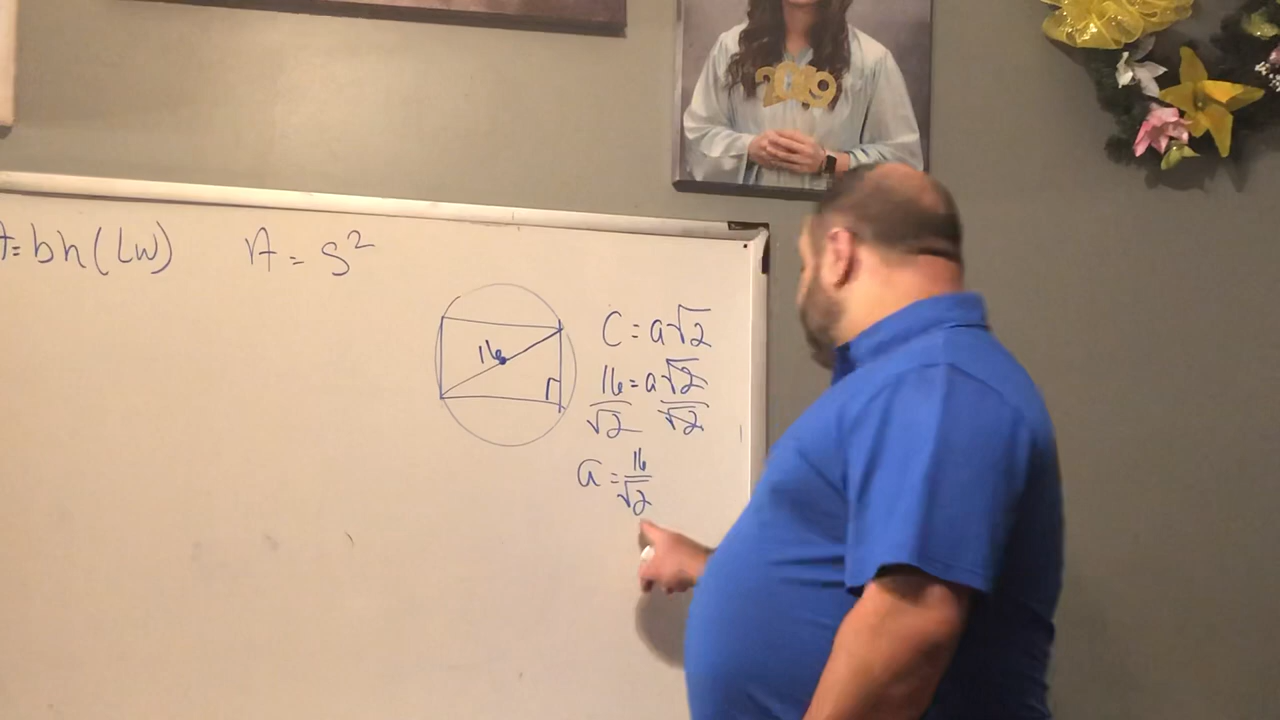 A=bh(LW) A=S²
2019
16
C=a√2
16/√2=a√2/√2
a=16/√2